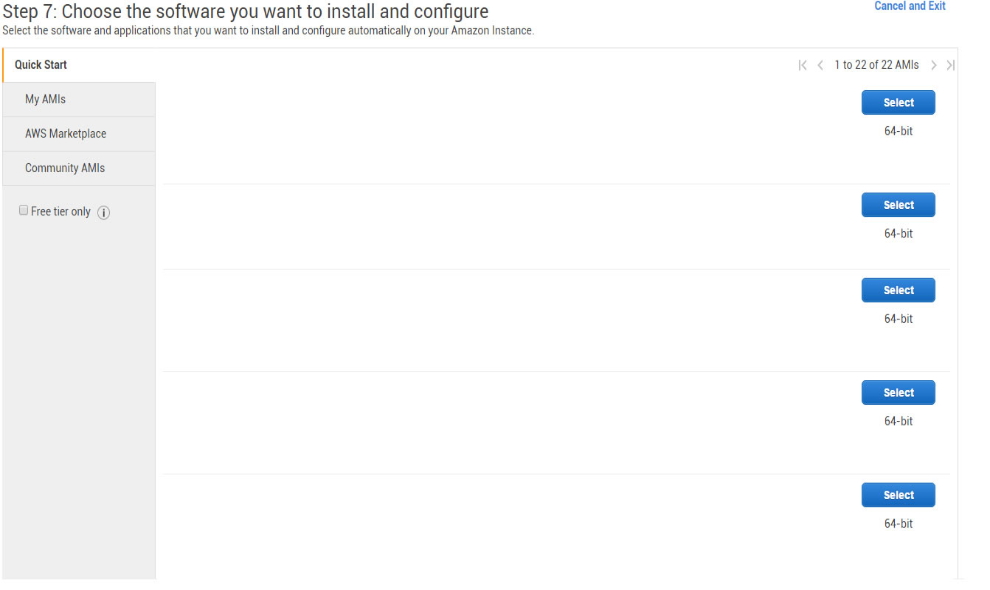 Step 7: Choose the software you want to install and configure
Cancel and Exit
Select the software and applications that you want to install and configure automatically on your Amazon Instance.
Quick Start
1 to 22 of 22 AMIs
My AMIs
Select
64-bit
AWS Marketplace
Community AMIs
Free tier only
Select
64-bit
Select
64-bit
Select
64-bit
Select
64-bit